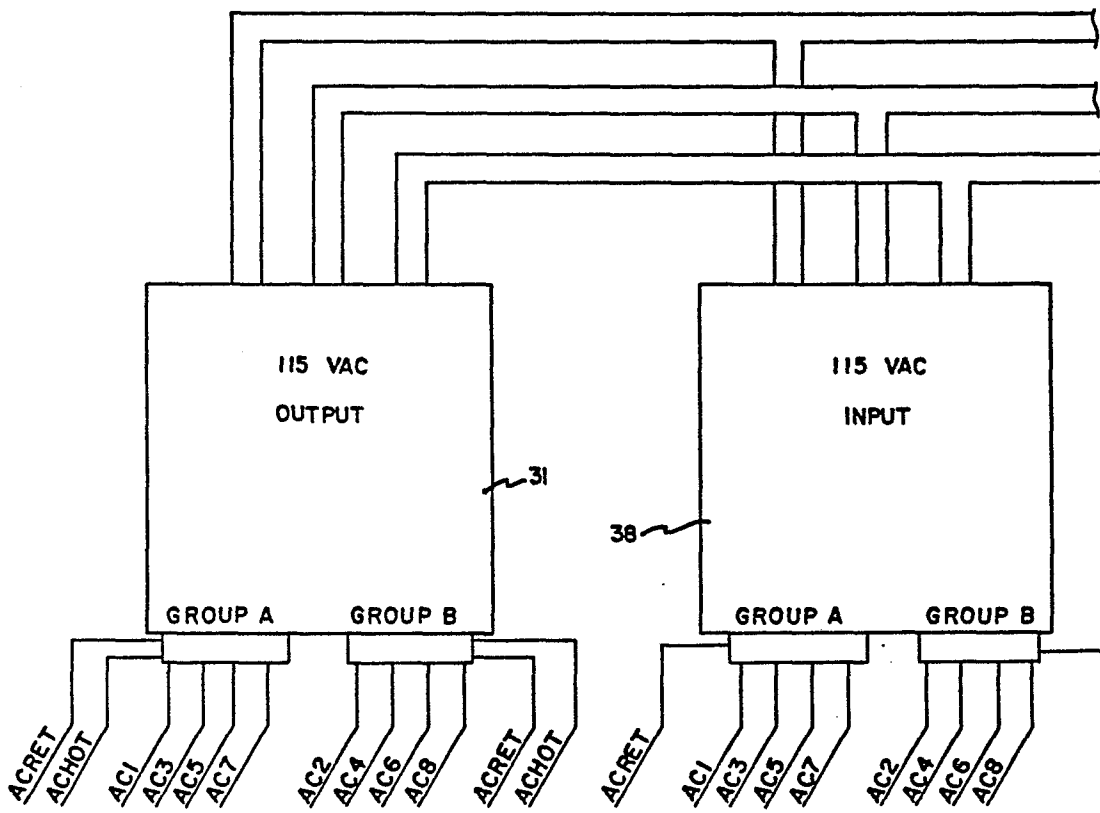 115 VAC
OUTPUT
31
GROUP A
GROUP B
ACRET
ACHOT
AC1
AC3
AC5
AC7
AC2
AC4
AC6
AC8
ACRET
ACHOT
115 VAC
INPUT
38
GROUP A
GROUP B
ACRET
AC1
AC3
AC5
AC7
AC2
AC4
AC6
AC8